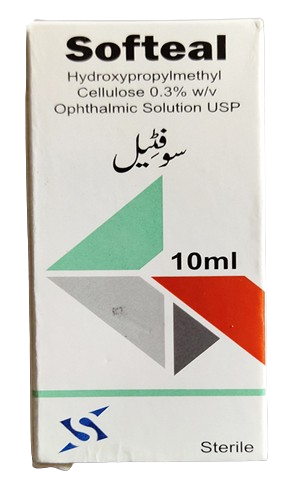 Softeal
Hydroxypropylmethyl
Cellulose 0.3% w/v
Ophthalmic Solution USP
سوفٹیل
10ml
Sterile